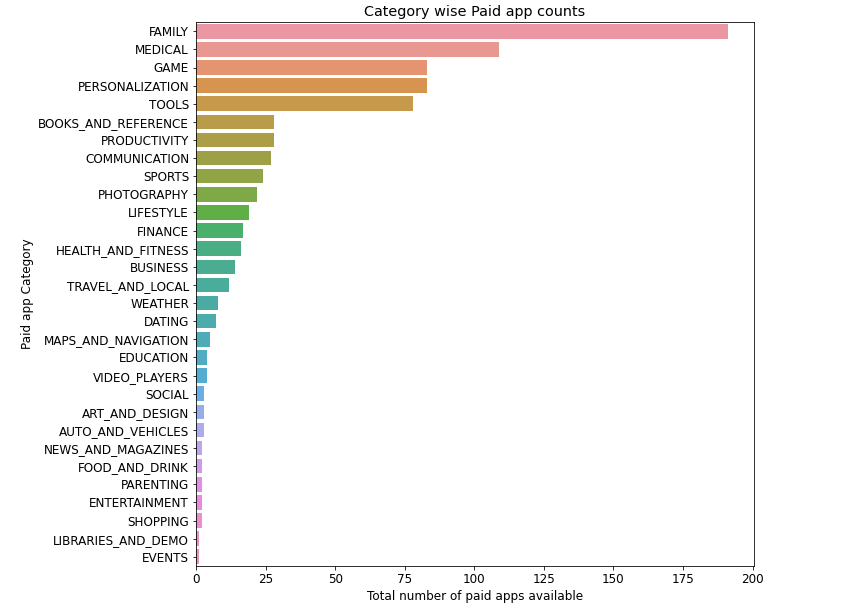 Category wise Paid app counts
Paid app Category
FAMILY
MEDICAL
GAME
PERSONALIZATION
TOOLS
BOOKS_AND_REFERENCE
PRODUCTIVITY
COMMUNICATION
SPORTS
PHOTOGRAPHY
LIFESTYLE
FINANCE
HEALTH_AND_FITNESS
BUSINESS
TRAVEL_AND_LOCAL
WEATHER
DATING
MAPS_AND_NAVIGATION
EDUCATION
VIDEO_PLAYERS
SOCIAL
ART_AND_DESIGN
AUTO_AND_VEHICLES
NEWS_AND_MAGAZINES
FOOD_AND_DRINK
PARENTING
ENTERTAINMENT
SHOPPING
LIBRARIES_AND_DEMO
EVENTS
0 25 50 75 100 125 150 175 200
Total number of paid apps available